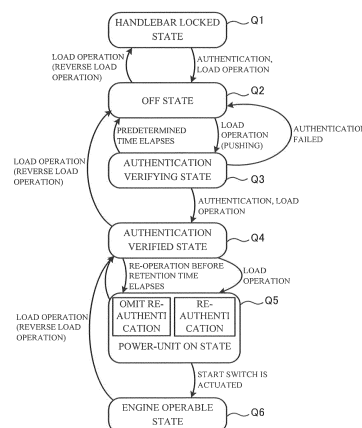 HANDLEBAR LOCKED
STATE
Q1
LOAD OPERATION
(REVERSE LOAD
OPERATION)
AUTHENTICATION,
LOAD OPERATION
Q2
OFF STATE
PREDETERMINED
TIME ELAPSES
LOAD
OPERATION
(PUSHING)
AUTHENTICATION
FAILED
LOAD OPERATION
(REVERSE LOAD
OPERATION)
AUTHENTICATION
VERIFYING STATE
Q3
AUTHENTICATION, LOAD
OPERATION
AUTHENTICATION
VERIFIED STATE
Q4
RE-OPERATION BEFORE
RETENTION TIME
ELAPSES
LOAD
OPERATION
Q5
LOAD OPERATION
(REVERSE LOAD
OPERATION)
OMIT RE-
AUTHENTI
CATION
RE-
AUTHENTI
CATION
POWER-UNIT ON STATE
START SWITCH IS
ACTUATED
ENGINE OPERABLE
STATE
Q6